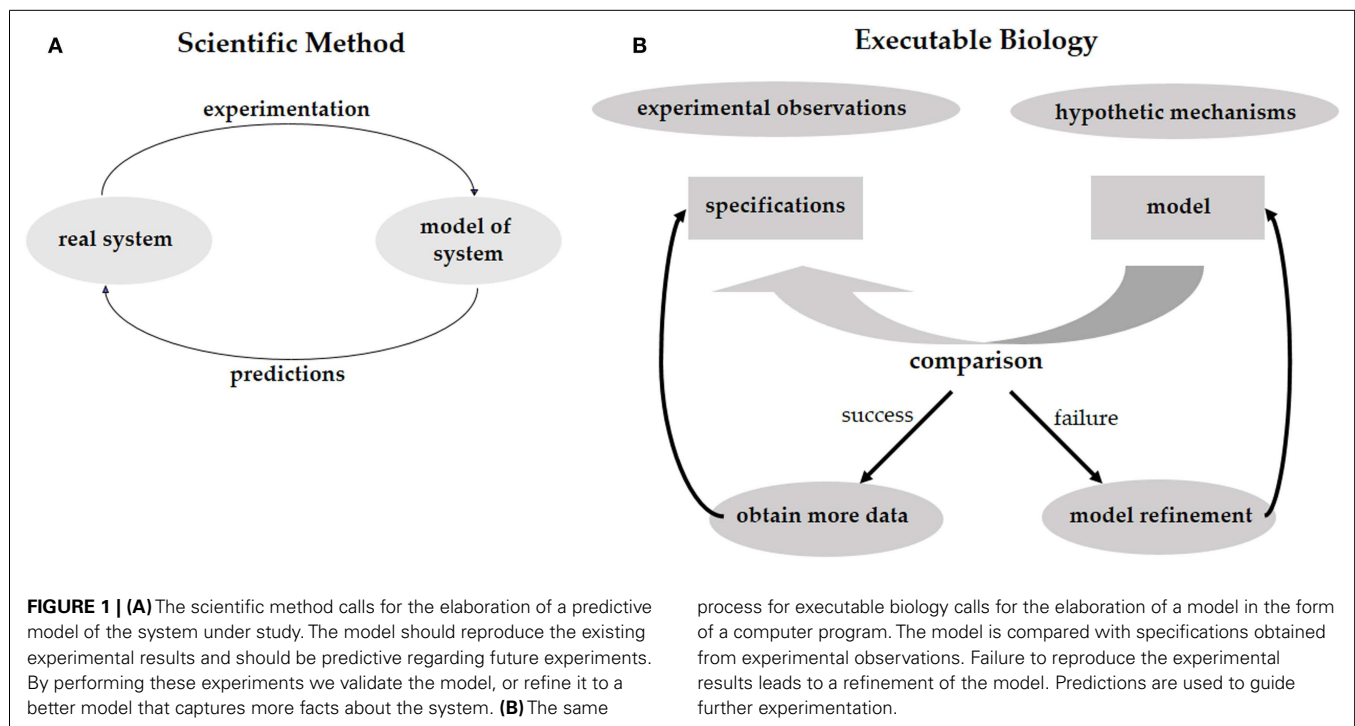 A
Scientific Method
experimentation
real system
model of
system
predictions
B
Executable Biology
experimental observations
hypothetic mechanisms
specifications
model
comparison
success
failure
obtain more data
model refinement
FIGURE 1 | (A) The scientific method calls for the elaboration of a predictive
model of the system under study. The model should reproduce the existing
experimental results and should be predictive regarding future experiments.
By performing these experiments we validate the model, or refine it to a
better model that captures more facts about the system. (B) The same
process for executable biology calls for the elaboration of a model in the form
of a computer program. The model is compared with specifications obtained
from experimental observations. Failure to reproduce the experimental
results leads to a refinement of the model. Predictions are used to guide
further experimentation.